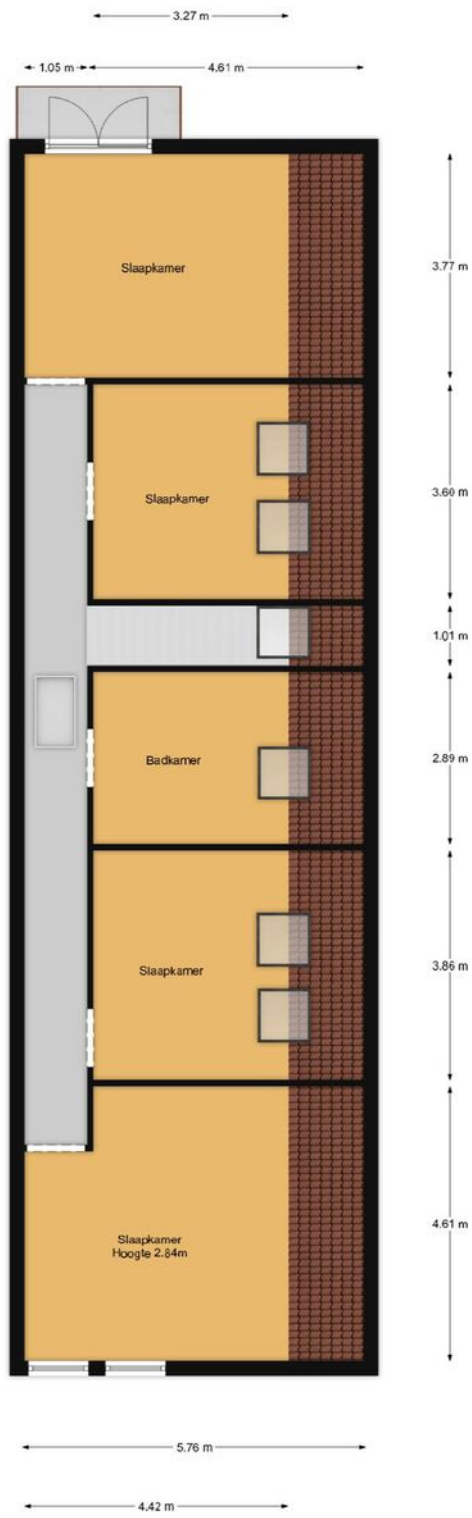 3.27 m
1.05 m
4.61 m
Slaapkamer
3.77 m
Slaapkamer
3.60 m
1.01 m
Badkamer
2.89 m
Slaapkamer
3.86 m
Slaapkamer
Hoogte 2.84m
4.61 m
5.76 m
4.42 m